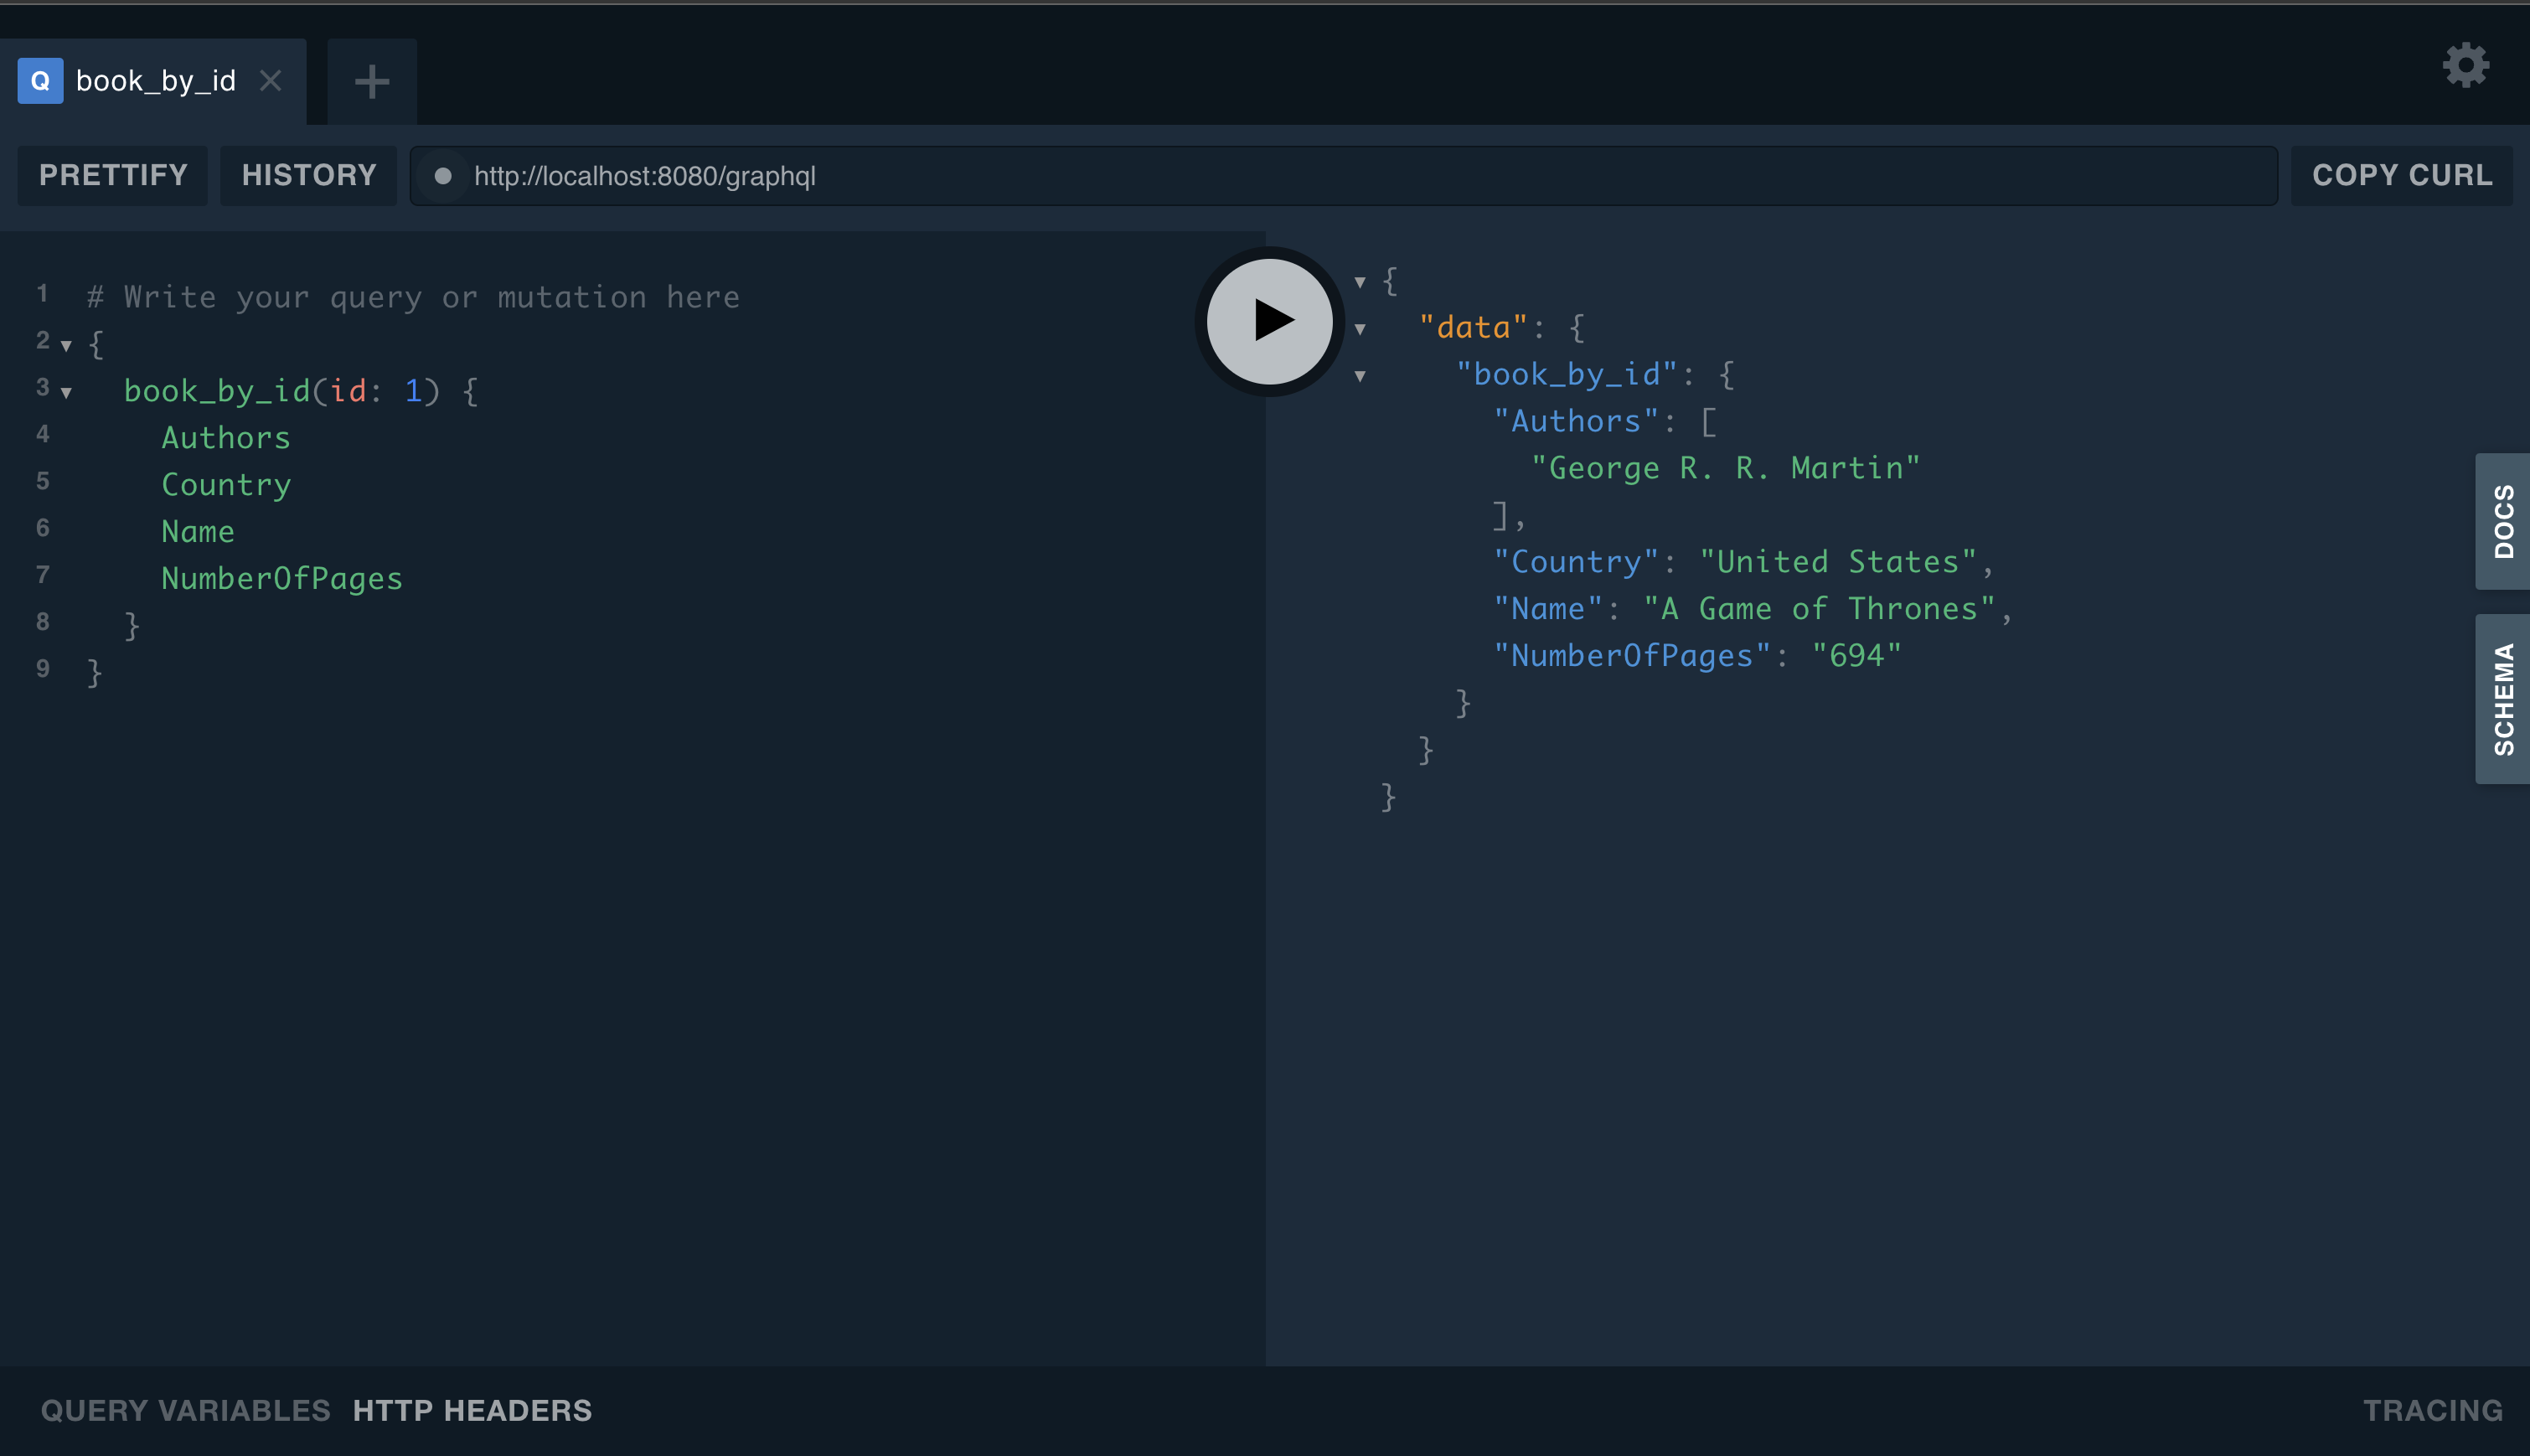 Q book_by_id
PRETTIFY HISTORY http://localhost:8080/graphql COPY CURL
1 # Write your query or mutation here
2 {
3 book_by_id(id: 1) {
4 Authors
5 Country
6 Name
7 NumberOfPages
8 }
9 }
{
"data": {
"book_by_id": {
"Authors": [
"George R. R. Martin"
],
"Country": "United States",
"Name": "A Game of Thrones",
"NumberOfPages": "694"
}
}
}
DOCS
SCHEMA
QUERY VARIABLES HTTP HEADERS TRACING